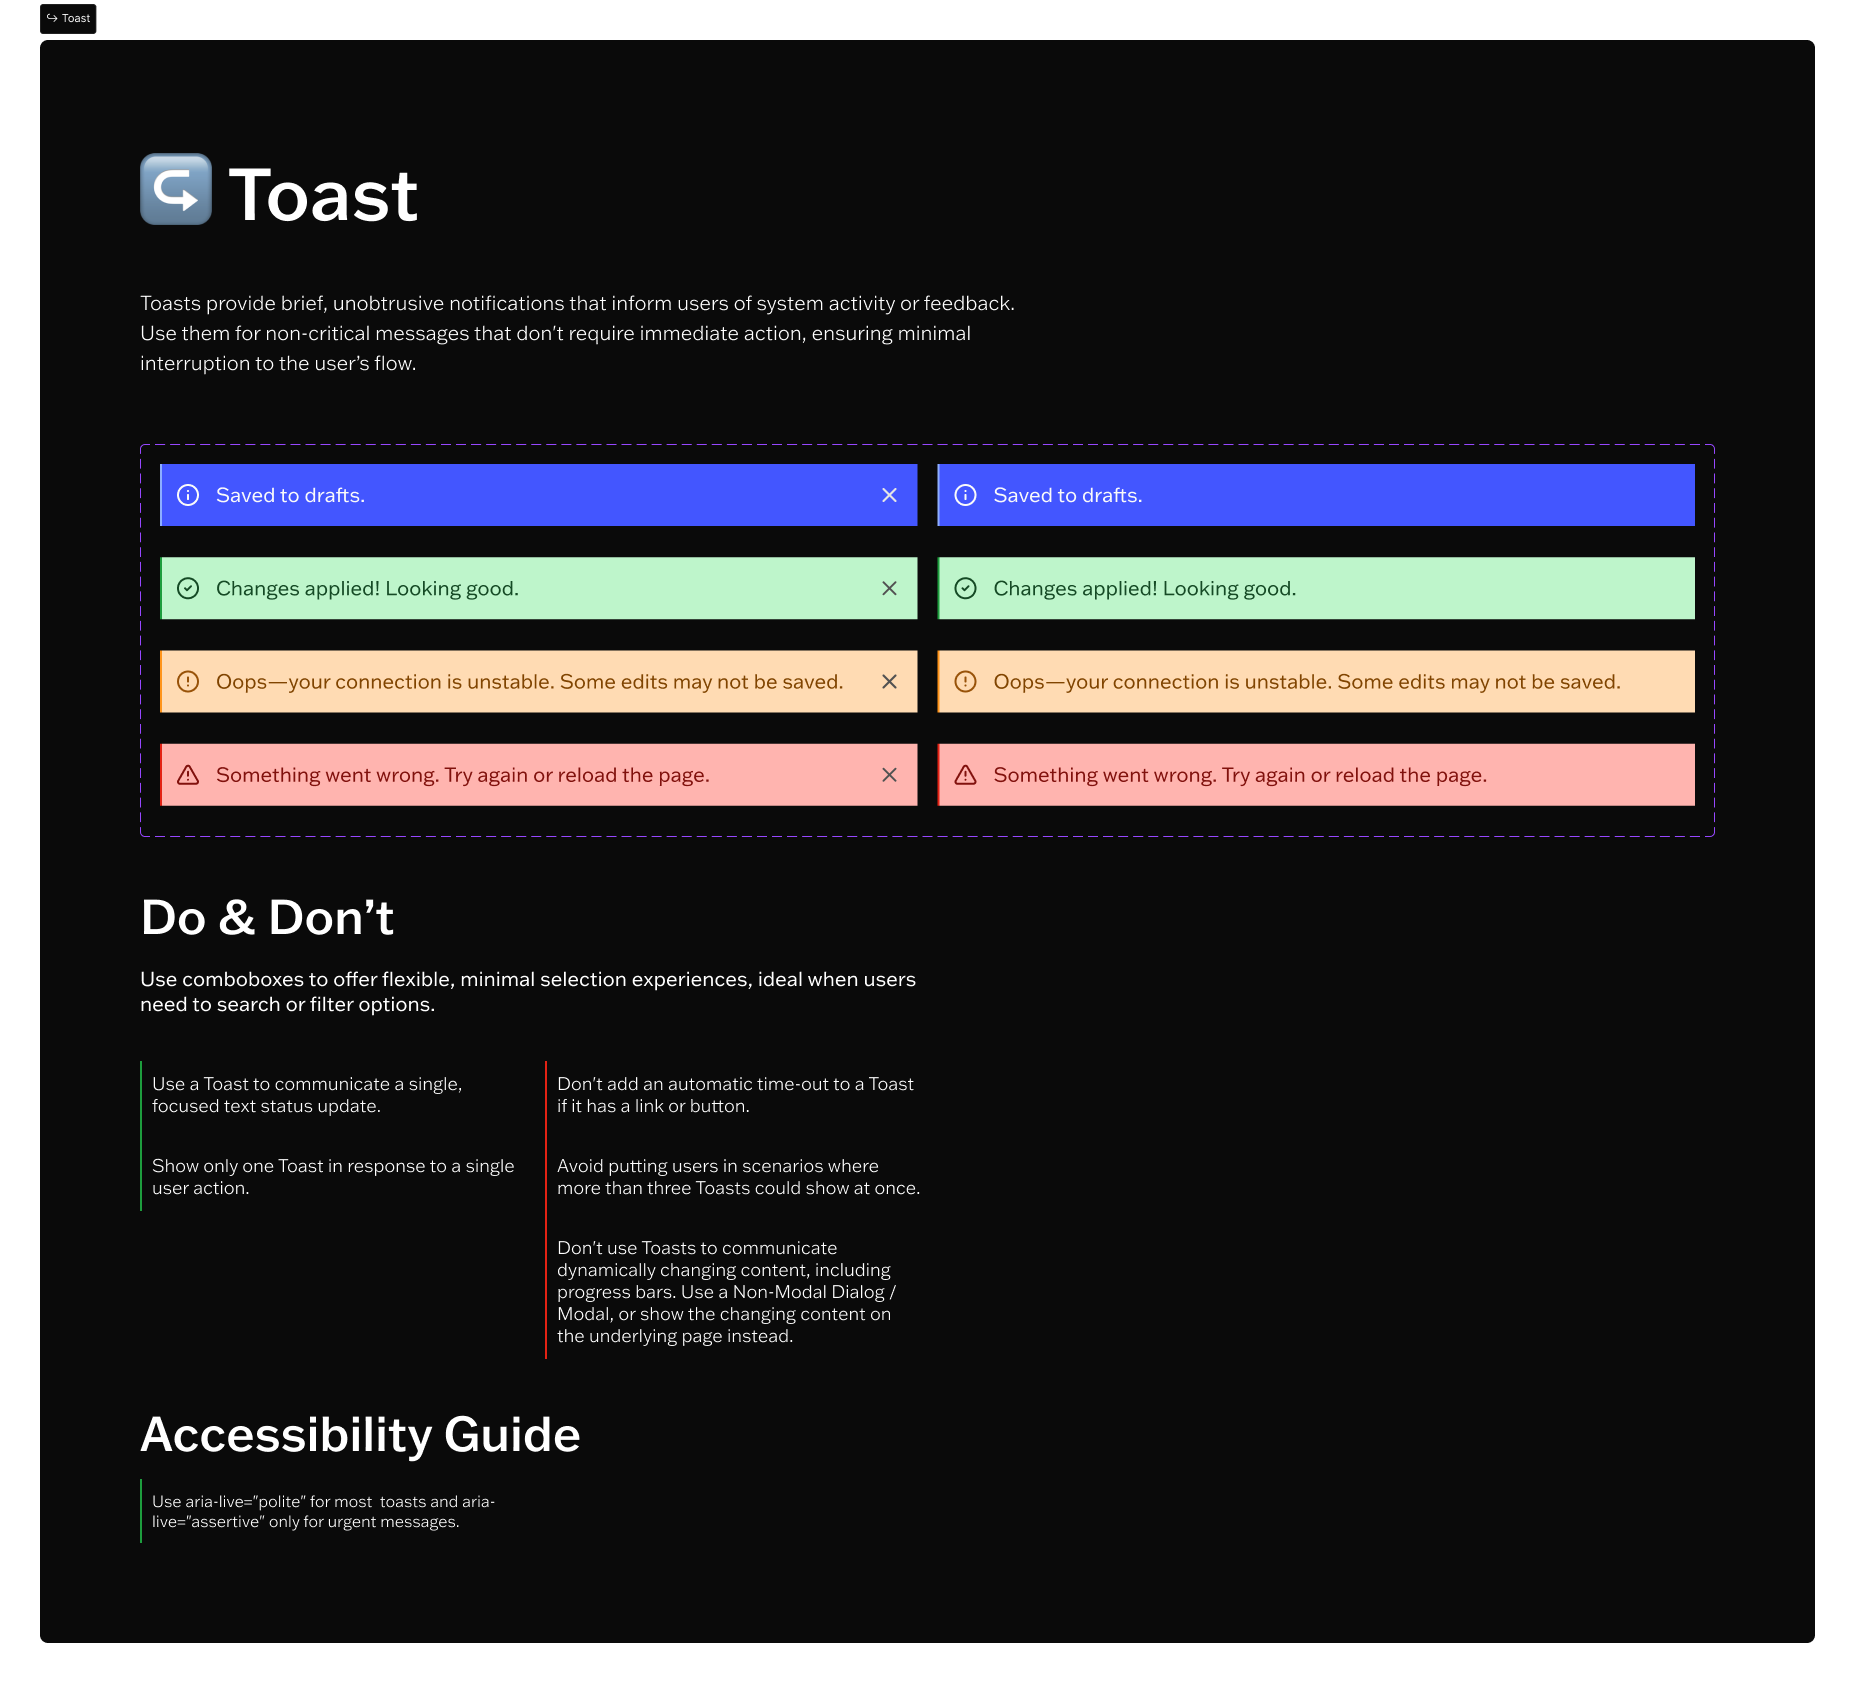 ↪ Toast
↪️ Toast
Toasts provide brief, unobtrusive notifications that inform users of system activity or feedback.
Use them for non-critical messages that don't require immediate action, ensuring minimal
interruption to the user's flow.
Saved to drafts.
Saved to drafts.
Changes applied! Looking good.
Changes applied! Looking good.
Oops—your connection is unstable. Some edits may not be saved.
Oops—your connection is unstable. Some edits may not be saved.
Something went wrong. Try again or reload the page.
Something went wrong. Try again or reload the page.
Do & Don’t
Use comboboxes to offer flexible, minimal selection experiences, ideal when users
need to search or filter options.
Use a Toast to communicate a single,
focused text status update.
Show only one Toast in response to a single
user action.
Don't add an automatic time-out to a Toast
if it has a link or button.
Avoid putting users in scenarios where
more than three Toasts could show at once.
Don't use Toasts to communicate
dynamically changing content, including
progress bars. Use a Non-Modal Dialog /
Modal, or show the changing content on
the underlying page instead.
Accessibility Guide
Use aria-live="polite" for most  toasts and aria-
live="assertive" only for urgent messages.